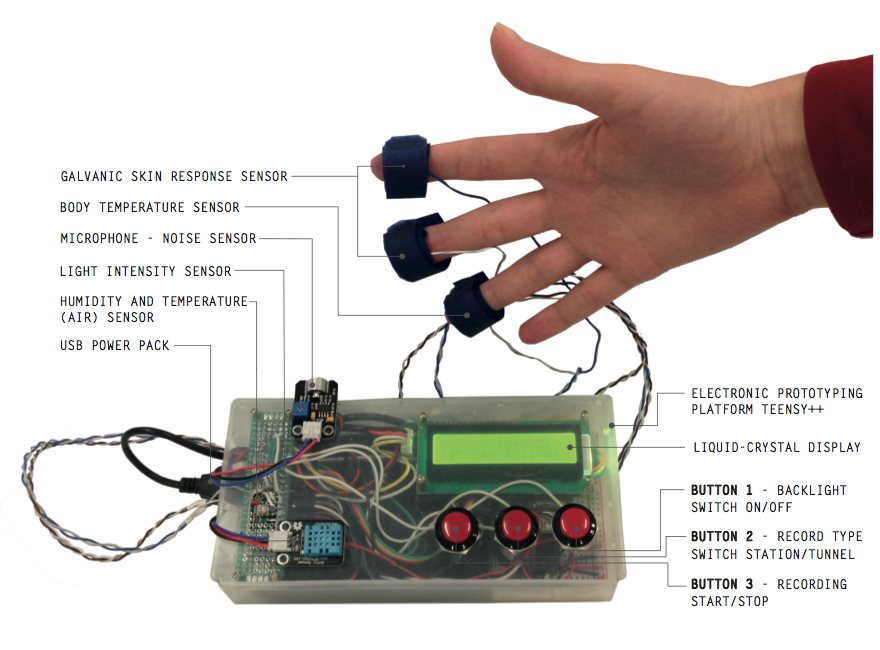 GALVANIC SKIN RESPONSE SENSOR
BODY TEMPERATURE SENSOR
MICROPHONE - NOISE SENSOR
LIGHT INTENSITY SENSOR
HUMIDITY AND TEMPERATURE
(AIR) SENSOR
USB POWER PACK
ELECTRONIC PROTOTYPING
PLATFORM TEENSY++
LIQUID-CRYSTAL DISPLAY
BUTTON 1 - BACKLIGHT
SWITCH ON/OFF
BUTTON 2 - RECORD TYPE
SWITCH STATION/TUNNEL
BUTTON 3 - RECORDING
START/STOP